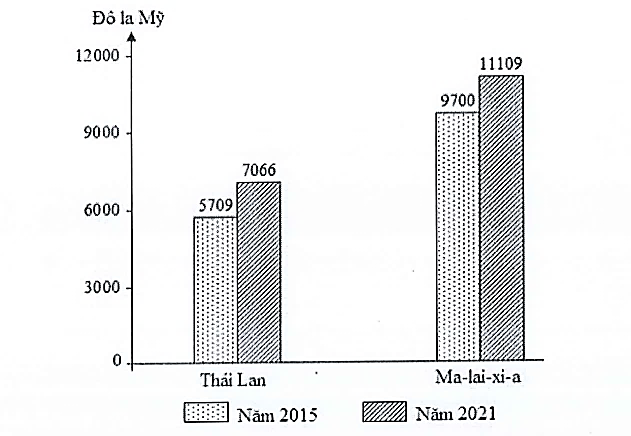 Đô la Mỹ
12000
9000
6000
3000
0
5709
7066
9700
11109
Thái Lan
Ma-lai-xi-a
Năm 2015
Năm 2021